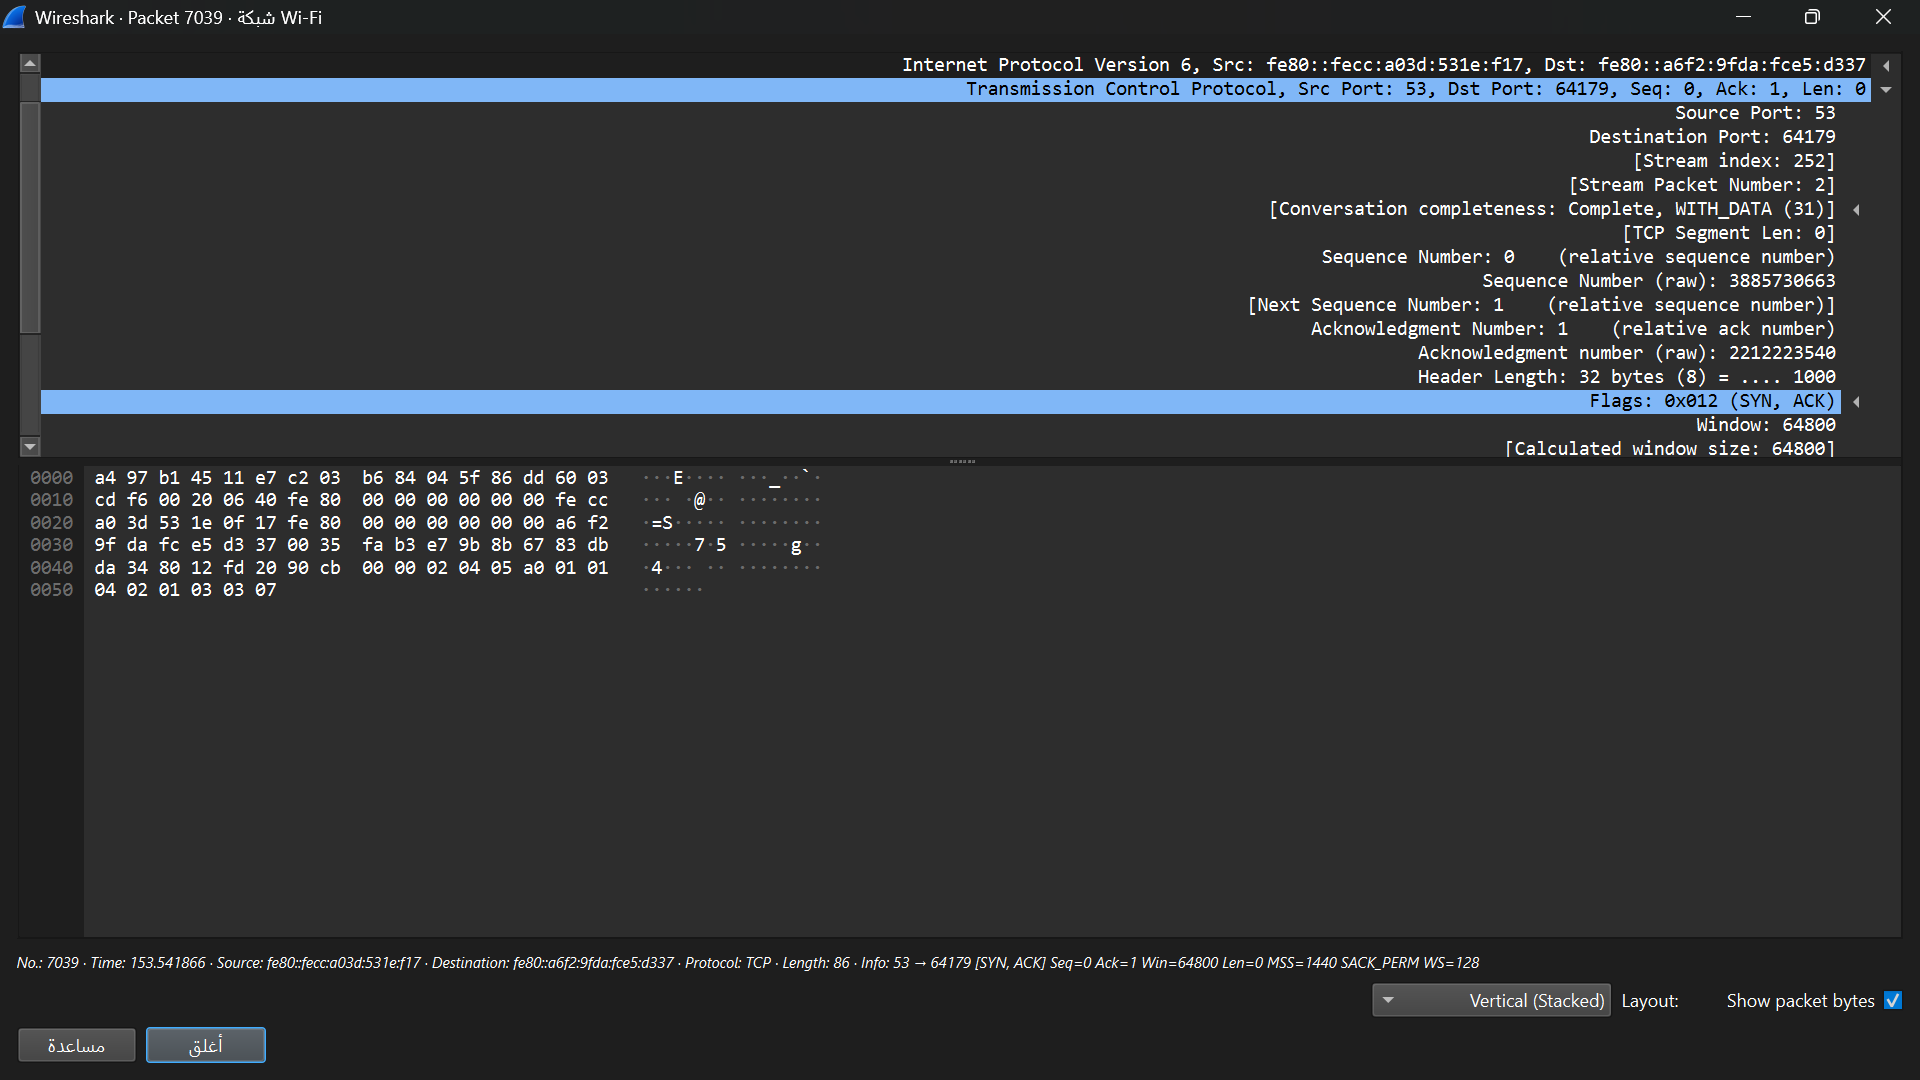 Wireshark · Packet 7039 · شبكة Wi-Fi
Internet Protocol Version 6, Src: fe80::fecc:a03d:531e:f17, Dst: fe80::a6f2:9fda:fce5:d337
Transmission Control Protocol, Src Port: 53, Dst Port: 64179, Seq: 0, Ack: 1, Len: 0
Source Port: 53
Destination Port: 64179
[Stream index: 252]
[Stream Packet Number: 2]
[Conversation completeness: Complete, WITH_DATA (31)]
[TCP Segment Len: 0]
Sequence Number: 0    (relative sequence number)
Sequence Number (raw): 3885730663
[Next Sequence Number: 1    (relative sequence number)]
Acknowledgment Number: 1    (relative ack number)
Acknowledgment number (raw): 2212223540
Header Length: 32 bytes (8) = .... 1000
Flags: 0x012 (SYN, ACK)
Window: 64800
[Calculated window size: 64800]
0000 a4 97 b1 45 11 e7 c2 03 b6 84 04 5f 86 dd 60 03 ···E···· ···_··`·
0010 cd f6 00 20 06 40 fe 80 00 00 00 00 00 00 fe cc ··· ·@·· ········
0020 a0 3d 53 1e 0f 17 fe 80 00 00 00 00 00 00 a6 f2 ·=S····· ········
0030 9f da fc e5 d3 37 00 35 fa b3 e7 9b 8b 67 83 db ·····7·5 ·····g··
0040 da 34 80 12 fd 20 90 cb 00 00 02 04 05 a0 01 01 ·4··· ·· ········
0050 04 02 01 03 03 07 ······
No.: 7039 · Time: 153.541866 · Source: fe80::fecc:a03d:531e:f17 · Destination: fe80::a6f2:9fda:fce5:d337 · Protocol: TCP · Length: 86 · Info: 53 → 64179 [SYN, ACK] Seq=0 Ack=1 Win=64800 Len=0 MSS=1440 SACK_PERM WS=128
Vertical (Stacked) Layout: Show packet bytes
مساعدة أغلق